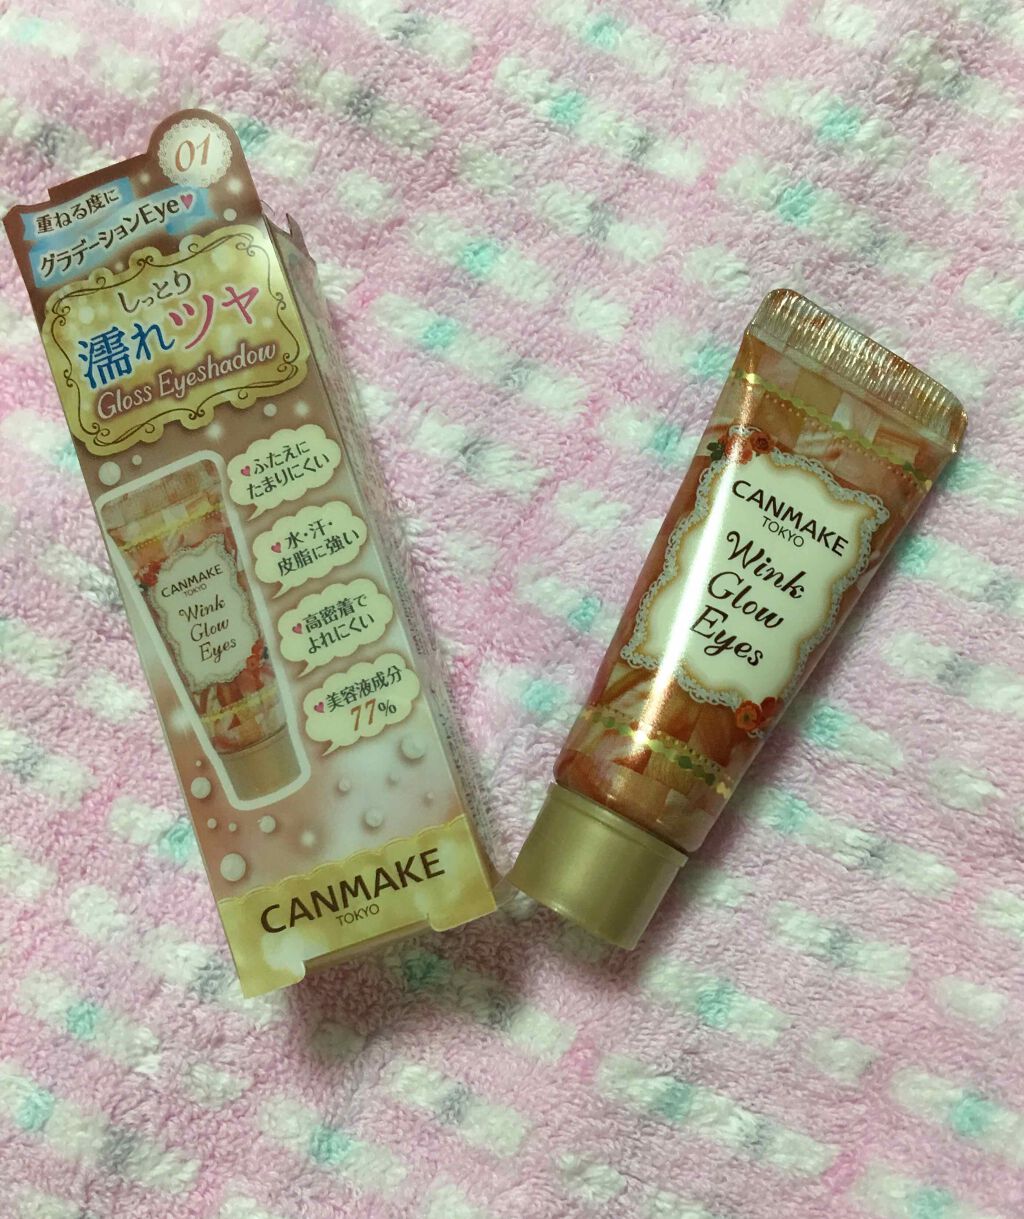 01
重ねる度に
グラデーションEye♥
しっとり
濡れツヤ
Gloss Eyeshadow
♥ふたえに
たまりにくい
♥水・汗・
皮脂に強い
♥高密着で
よれにくい
♥美容液成分
77%
CANMAKE
TOKYO
Wink
Glow
Eyes
CANMAKE
TOKYO
CANMAKE
TOKYO
Wink
Glow
Eyes